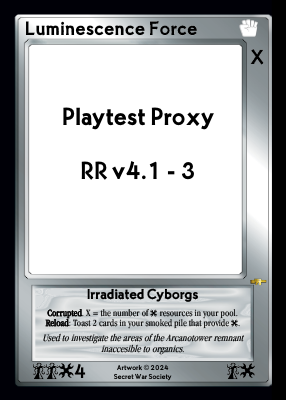 Luminescence Force
X
Playtest Proxy
RR v4.1 - 3
Irradiated Cyborgs
Corrupted. X = the number of ⌘ resources in your pool.
Reload: Toast 2 cards in your smoked pile that provide ⌘.
Used to investigate the areas of the Arcanotower remnant
inaccesible to organics.
4
Artwork © 2024
Secret War Society